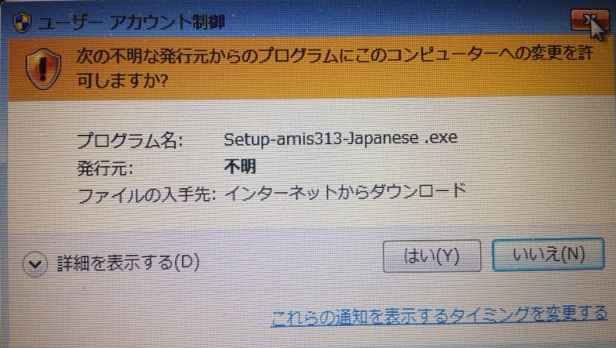 ユーザー アカウント制御
次の不明な発行元からのプログラムにこのコンピューターへの変更を許
可しますか?
プログラム名: Setup-amis313-Japanese .exe
発行元: 不明
ファイルの入手先: インターネットからダウンロード
詳細を表示する(D)
はい(Y)
いいえ(N)
これらの通知を表示するタイミングを変更する